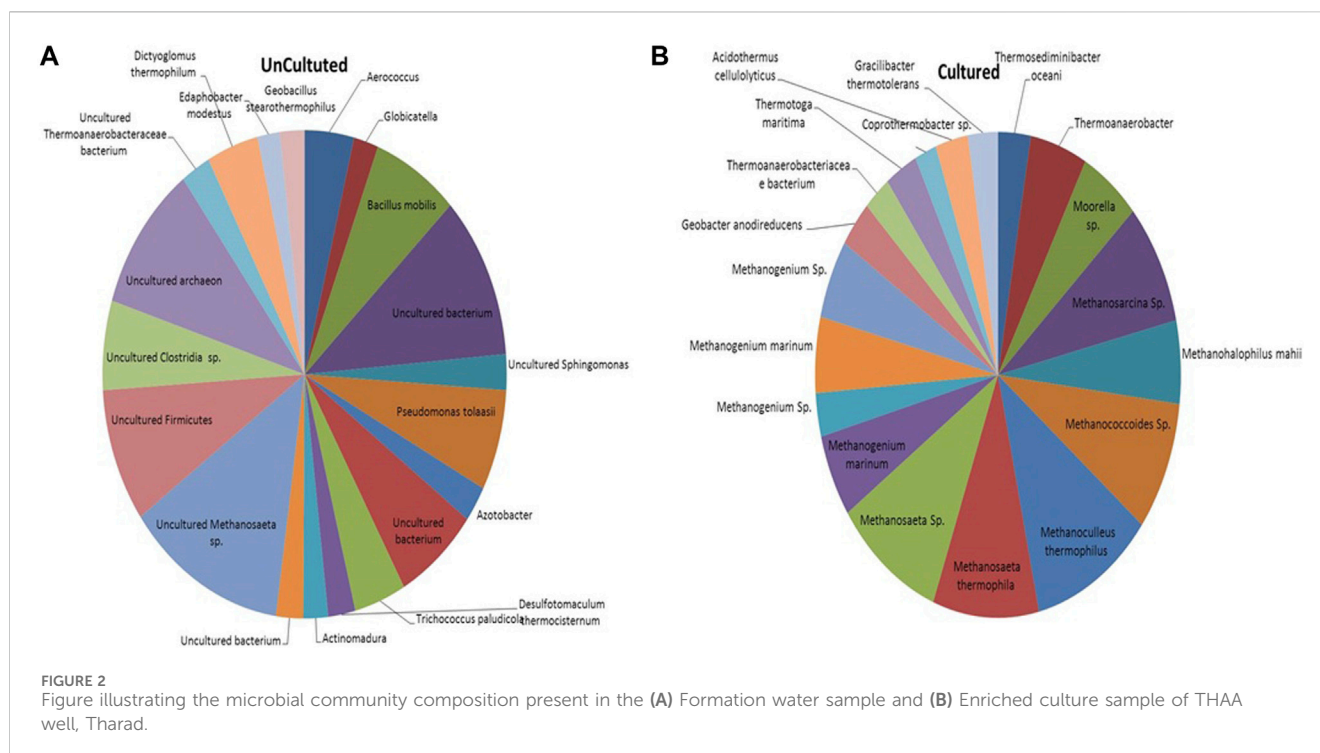 A
UnCultuted
Aerococcus
Globicatella
Bacillus mobilis
Uncultured bacterium
Uncultured Sphingomonas
Pseudomonas tolaasii
Azotobacter
Uncultured
bacterium
Trichococcus paludicola
Desulfotomaculum
thermocisternum
Actinomadura
Uncultured bacterium
Uncultured Methanosaeta
sp.
Uncultured Firmicutes
Uncultured Clostridia sp.
Uncultured archaeon
Uncultured
Thermoanaerobacteraceae
bacterium
Dictyoglomus
thermophilum
Edaphobacter
modestus
Geobacillus
stearothermophilus
B
Cultured
Thermosediminibacter
oceani
Thermoanaerobacter
Moorella
sp.
Methanosarcina Sp.
Methanohalophilus mahii
Methanococcoides Sp.
Methanoculleus
thermophilus
Methanosaeta
thermophila
Methanosaeta Sp.
Methanogenium
marinum
Methanogenium Sp.
Methanogenium marinum
Methanogenium Sp.
Geobacter anodireducens
Thermoanaerobacteriacea
e bacterium
Thermotoga
maritima
Coprothermobacter sp.
Acidothermus
cellulolyticus
Gracilibacter
thermotolerans
FIGURE 2
Figure illustrating the microbial community composition present in the (A) Formation water sample and (B) Enriched culture sample of THAA
well, Tharad.